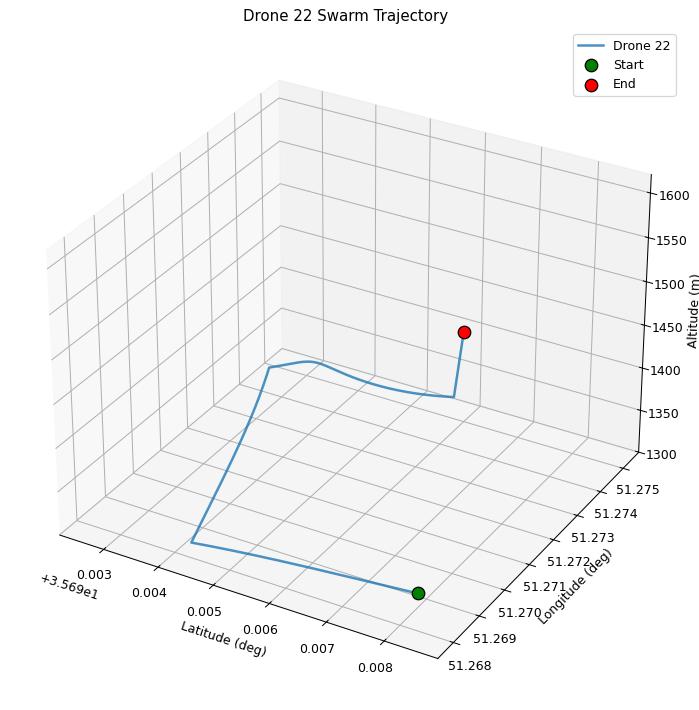 Drone 22 Swarm Trajectory
Drone 22
Start
End
1600
1550
1500
1450
1400
1350
1300
Altitude (m)
51.275
51.274
51.273
51.272
51.271
51.270
51.269
51.268
Longitude (deg)
0.003
0.004
0.005
0.006
0.007
0.008
+3.569e1
Latitude (deg)